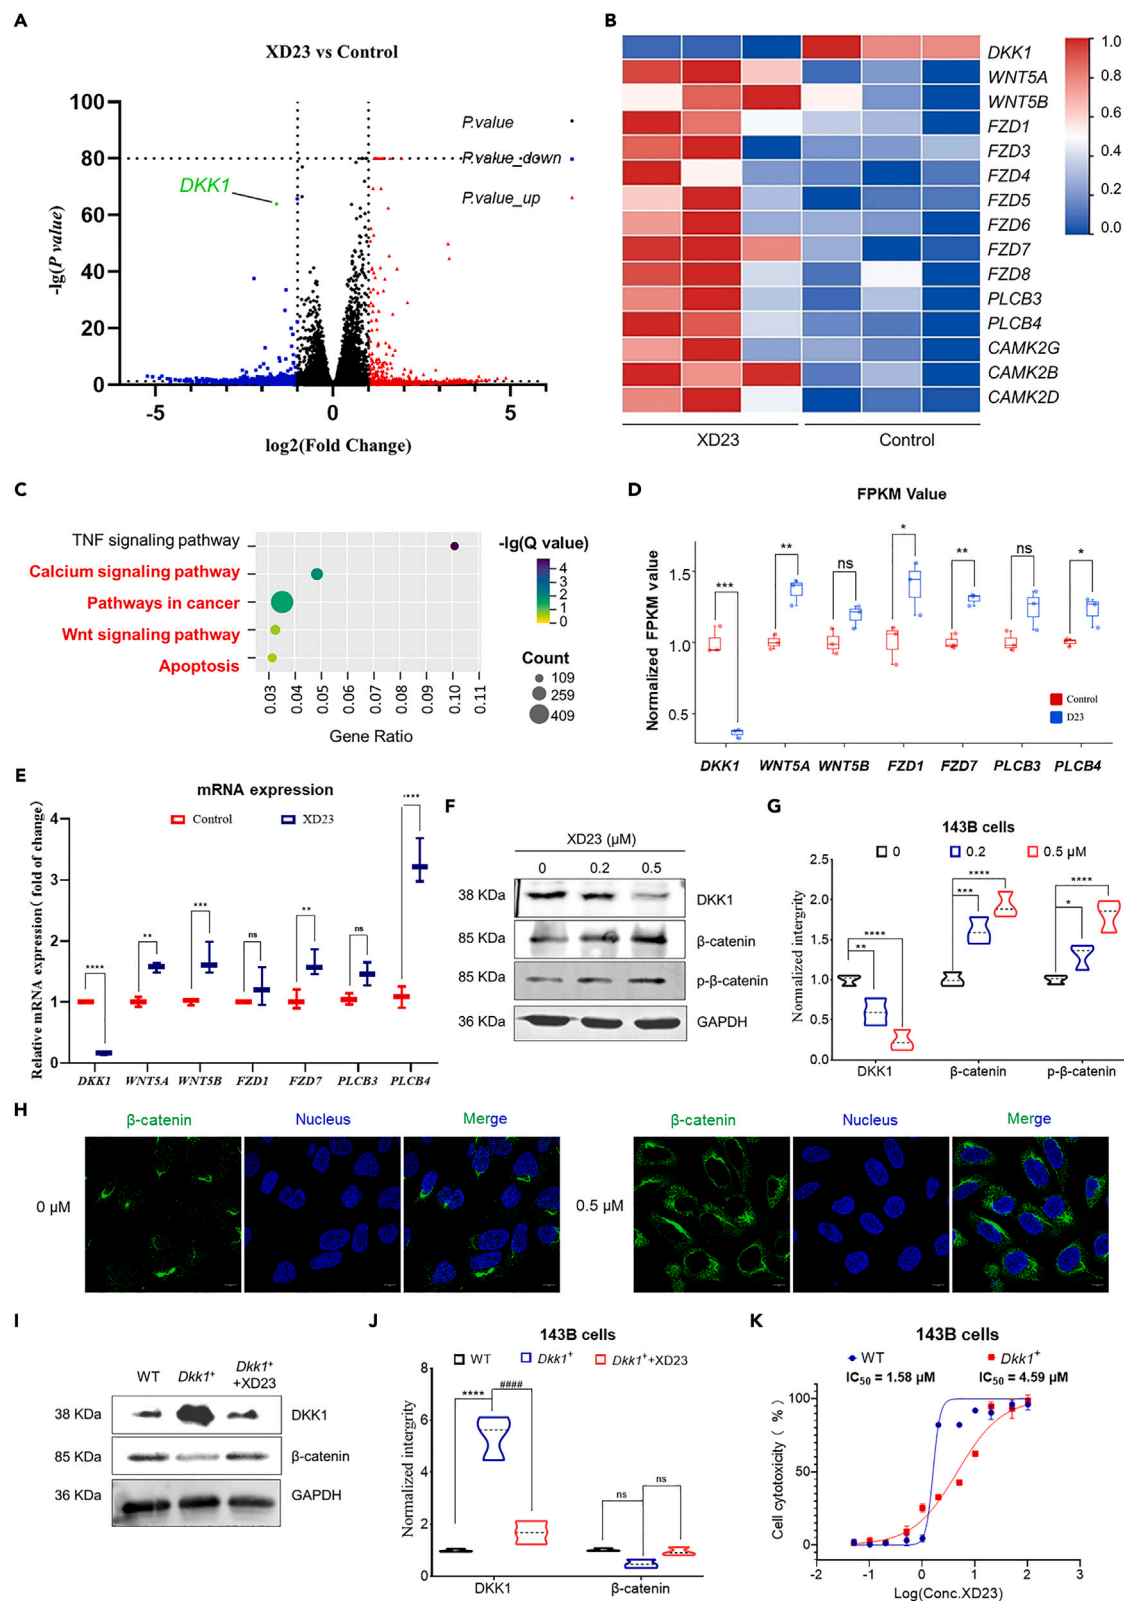 A
XD23 vs Control
100
80
60
40
20
0
-5
0
5
-lg(P value)
log2(Fold Change)
P.value
P.value_down
P.value_up
DKK1
B
DKK1
WNT5A
WNT5B
FZD1
FZD3
FZD4
FZD5
FZD6
FZD7
FZD8
PLCB3
PLCB4
CAMK2G
CAMK2B
CAMK2D
XD23
Control
1.0
0.8
0.6
0.4
0.2
0.0
C
TNF signaling pathway
Calcium signaling pathway
Pathways in cancer
Wnt signaling pathway
Apoptosis
0.03
0.04
0.05
0.06
0.07
0.08
0.09
0.10
0.11
Gene Ratio
-lg(Q value)
4
3
2
1
0
Count
109
259
409
D
FPKM Value
Normalized FPKM value
1.5
1.0
0.5
***
**
ns
*
**
ns
*
Control
D23
DKK1 WNT5A WNT5B FZD1 FZD7 PLCB3 PLCB4
E
mRNA expression
Control
XD23
Relative mRNA expression( fold of change)
4
3
2
1
0
****
**
***
ns
**
ns
****
DKK1 WNT5A WNT5B FZD1 FZD7 PLCB3 PLCB4
F
XD23 (μM)
0 0.2 0.5
38 KDa
DKK1
85 KDa
β-catenin
85 KDa
p-β-catenin
36 KDa
GAPDH
G
143B cells
0
0.2
0.5 μM
Normalized intergrity
2.5
2.0
1.5
1.0
0.5
0.0
****
**
****
***
****
*
DKK1 β-catenin p-β-catenin
H
β-catenin Nucleus Merge
0 μM
β-catenin Nucleus Merge
0.5 μM
I
WT Dkk1⁺ Dkk1⁺
+XD23
38 KDa
DKK1
85 KDa
β-catenin
36 KDa
GAPDH
J
143B cells
WT
Dkk1⁺
Dkk1⁺+XD23
Normalized intergrity
8
6
4
2
0
****
####
ns
ns
DKK1 β-catenin
K
143B cells
WT
Dkk1⁺
IC₅₀ = 1.58 μM
IC₅₀ = 4.59 μM
Cell cytotoxicity ( % )
100
50
0
-2 -1 0 1 2 3
Log(Conc.XD23)